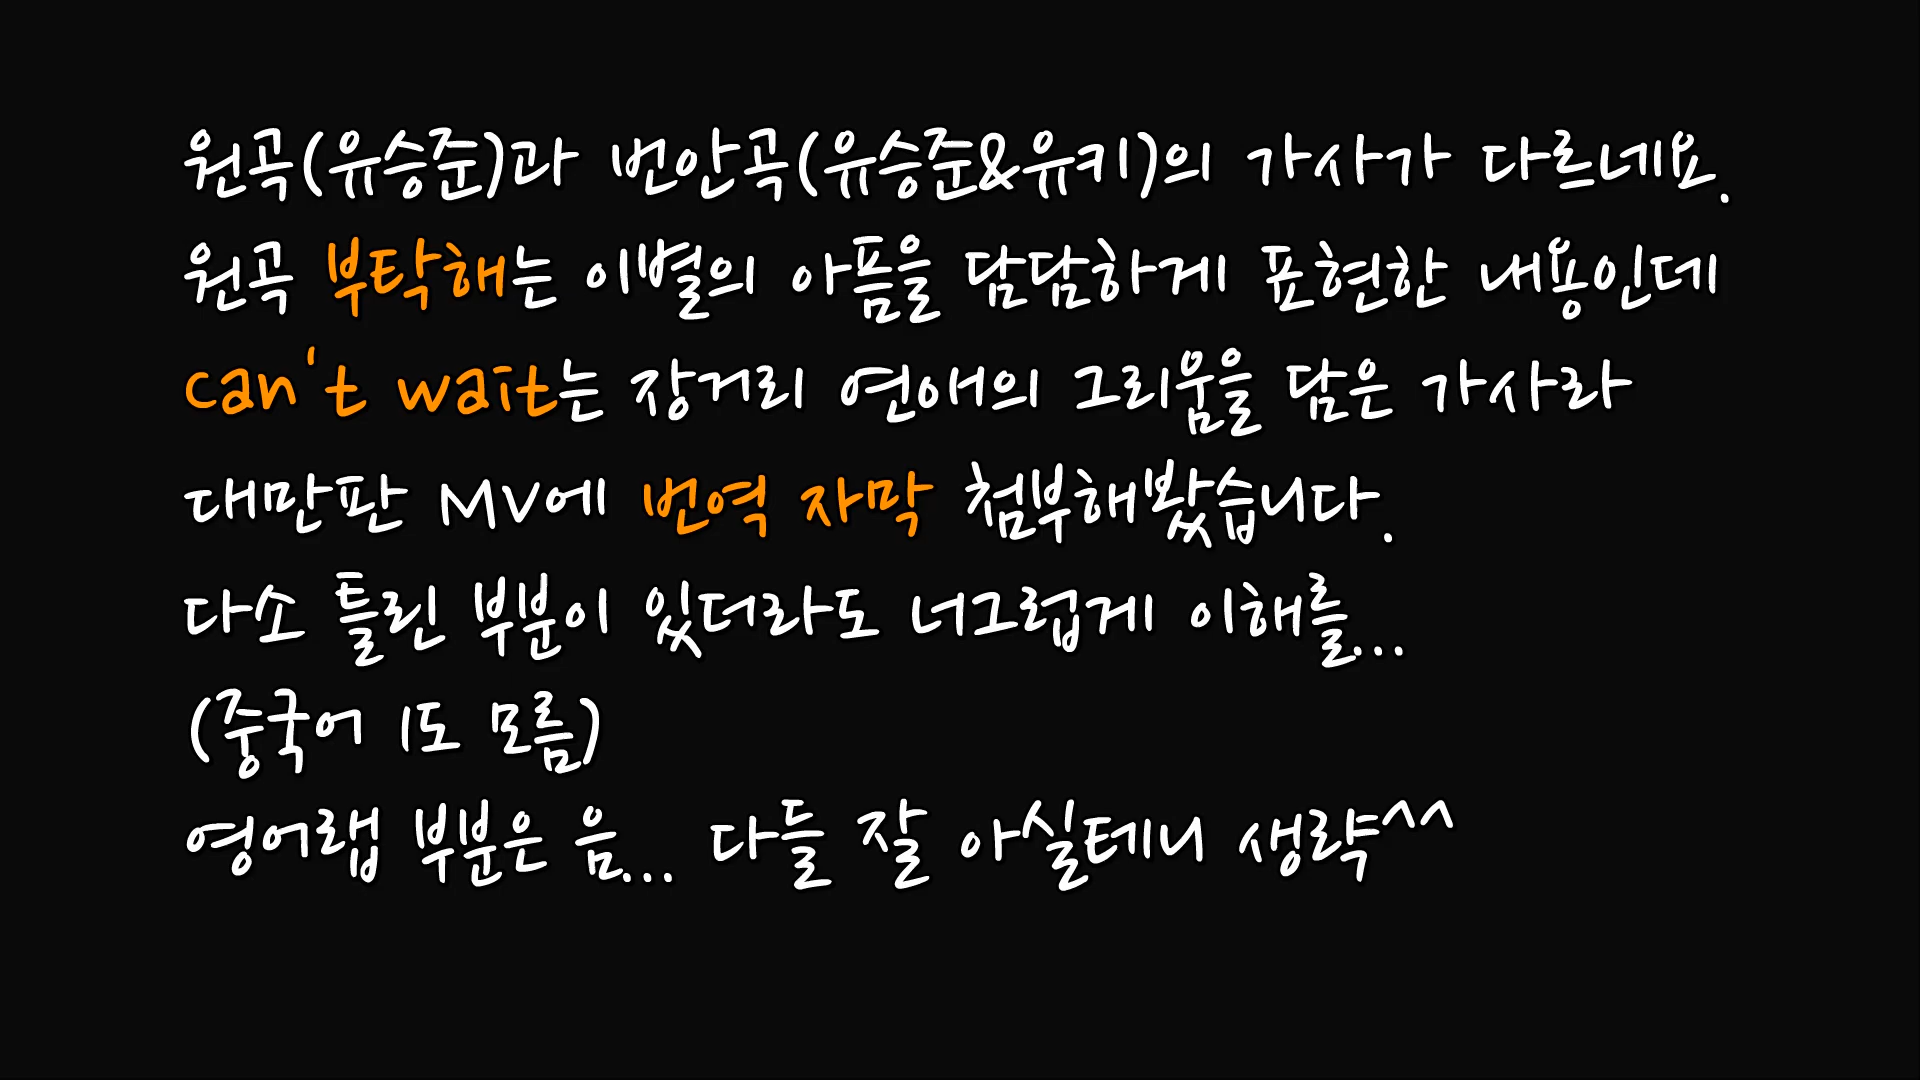 원곡(유승준)과 번안곡(유승준&유키)의 가사가 다르네요.
원곡 부탁해는 이별의 아픔을 담담하게 표현한 내용인데
can't wait는 장거리 연애의 그리움을 담은 가사라
대만판 MV에 번역 자막 첨부해봤습니다.
다소 틀린 부분이 있더라도 너그럽게 이해를...
(중국어 1도 모름)
영어랩 부분은 음... 다들 잘 아실테니 생략^^